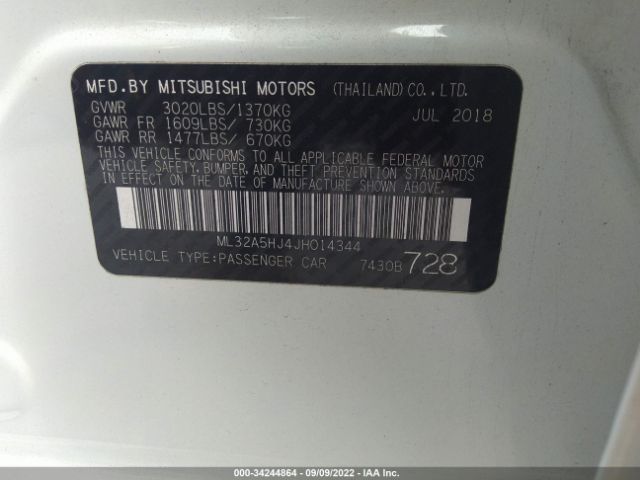 MFD.BY MITSUBISHI MOTORS (THAILAND) CO.,LTD.
GVWR 3020LBS/1370KG JUL 2018
GAWR FR 1609LBS/ 730KG
GAWR RR 1477LBS/ 670KG
THIS VEHICLE CONFORMS TO ALL APPLICABLE FEDERAL MOTOR
VEHICLE SAFETY, BUMPER, AND THEFT PREVENTION STANDARDS
IN EFFECT ON THE DATE OF MANUFACTURE SHOWN ABOVE.
ML32A5HJ4JH014344
VEHICLE TYPE:PASSENGER CAR 7430B 728
000-34244864 - 09/09/2022 - IAA Inc.